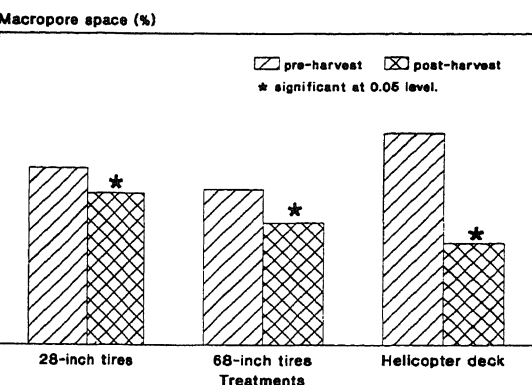 Macropore space (%)
pre-harvest post-harvest
* significant at 0.05 level.
*
*
*
28-inch tires 68-inch tires Helicopter deck
Treatments